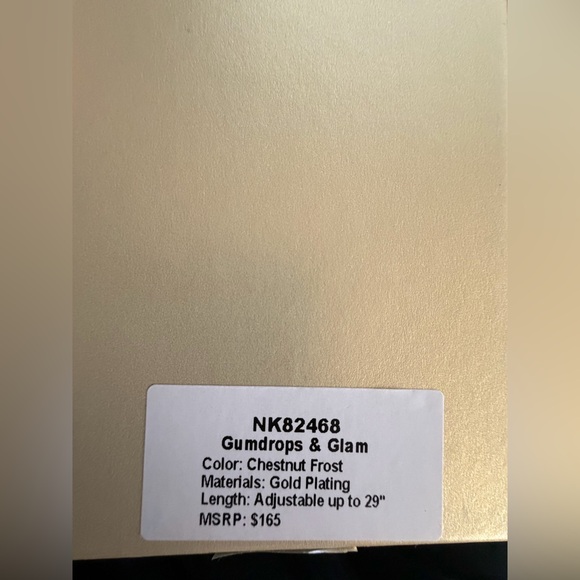 NK82468
Gumdrops & Glam
Color: Chestnut Frost
Materials: Gold Plating
Length: Adjustable up to 29"
MSRP: $165